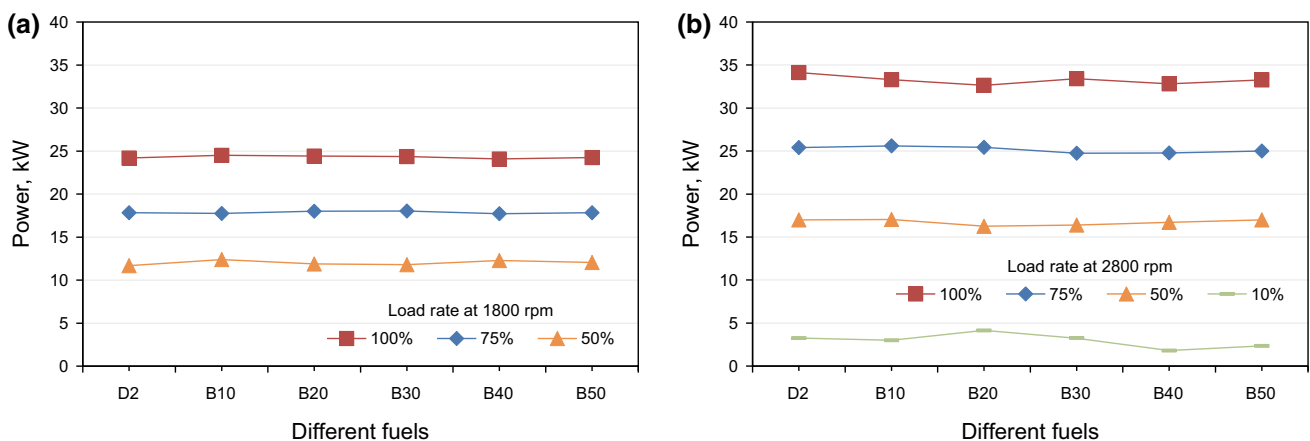 (a)
40
35
30
25
20
15
10
5
0
Power, kW
Load rate at 1800 rpm
100% 75% 50%
D2 B10 B20 B30 B40 B50
Different fuels
(b)
40
35
30
25
20
15
10
5
0
Power, kW
Load rate at 2800 rpm
100% 75% 50% 10%
D2 B10 B20 B30 B40 B50
Different fuels